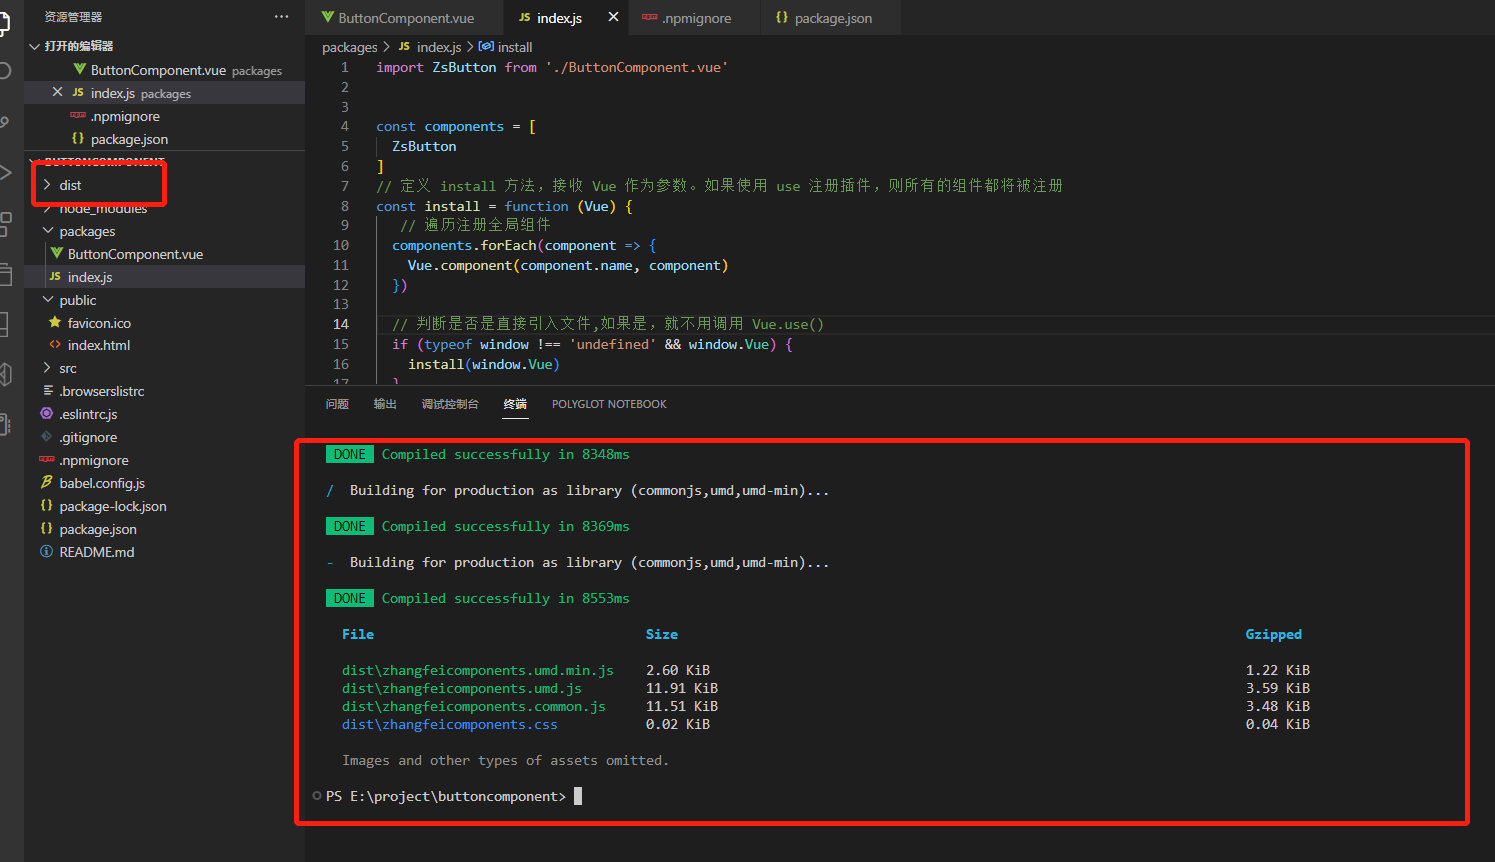 资源管理器
打开的编辑器
ButtonComponent.vue packages
index.js packages
.npmignore
package.json
BUTTONCOMPONENT
dist
node_modules
packages
ButtonComponent.vue
index.js
public
favicon.ico
index.html
src
.browserslistrc
.eslintrc.js
.gitignore
.npmignore
babel.config.js
package-lock.json
package.json
README.md
ButtonComponent.vue
JS index.js
.npmignore
package.json
packages > JS index.js > install
1 import ZsButton from './ButtonComponent.vue'
2
3
4 const components = [
5 ZsButton
6 ]
7 // 定义 install 方法，接收 Vue 作为参数。如果使用 use 注册插件，则所有的组件都将被注册
8 const install = function (Vue) {
9 // 遍历注册全局组件
10 components.forEach(component => {
11 Vue.component(component.name, component)
12 })
13
14 // 判断是否是直接引入文件,如果是，就不用调用 Vue.use()
15 if (typeof window !== 'undefined' && window.Vue) {
16 install(window.Vue)
17 }
问题 输出 调试控制台 终端 POLYGLOT NOTEBOOK
DONE Compiled successfully in 8348ms
/ Building for production as library (commonjs,umd,umd-min)...
DONE Compiled successfully in 8369ms
- Building for production as library (commonjs,umd,umd-min)...
DONE Compiled successfully in 8553ms
File Size Gzipped
dist\zhangfeicomponents.umd.min.js 2.60 KiB 1.22 KiB
dist\zhangfeicomponents.umd.js 11.91 KiB 3.59 KiB
dist\zhangfeicomponents.common.js 11.51 KiB 3.48 KiB
dist\zhangfeicomponents.css 0.02 KiB 0.04 KiB
Images and other types of assets omitted.
PS E:\project\buttoncomponent>